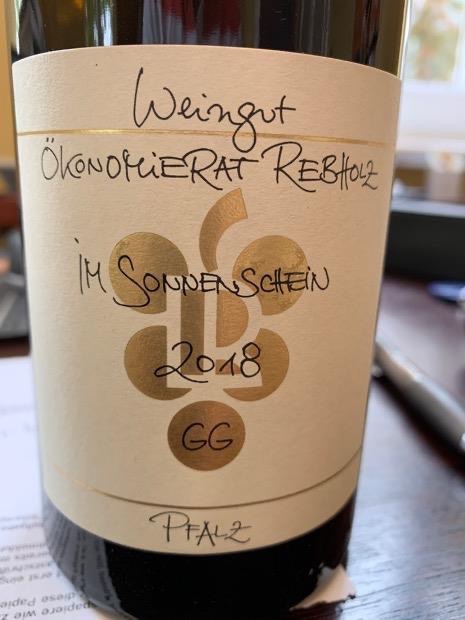 Weingut
ÖKONOMIERAT REBHOLZ
IM SONNENSCHEIN
2018
GG
PFALZ